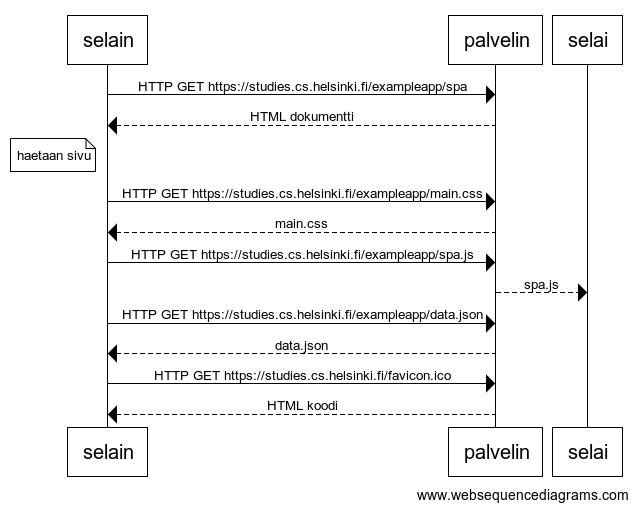 selain
palvelin
selai
HTTP GET https://studies.cs.helsinki.fi/exampleapp/spa
HTML dokumentti
haetaan sivu
HTTP GET https://studies.cs.helsinki.fi/exampleapp/main.css
main.css
HTTP GET https://studies.cs.helsinki.fi/exampleapp/spa.js
spa.js
HTTP GET https://studies.cs.helsinki.fi/exampleapp/data.json
data.json
HTTP GET https://studies.cs.helsinki.fi/favicon.ico
HTML koodi
selain
palvelin
selai
www.websequencediagrams.com